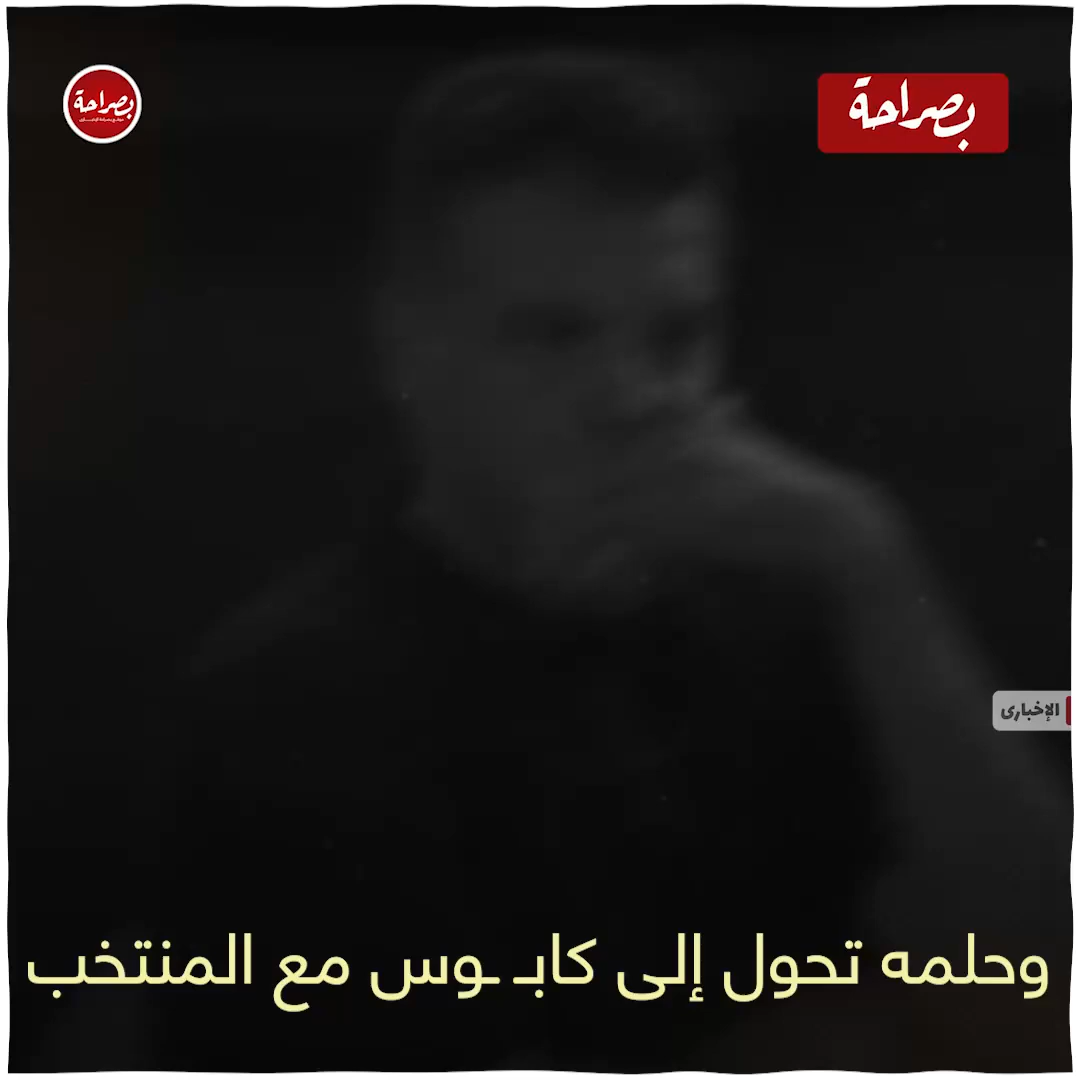 بصراحة
بصراحة
الإخبارى
وحلمه تحول إلى كابـ ـوس مع المنتخب